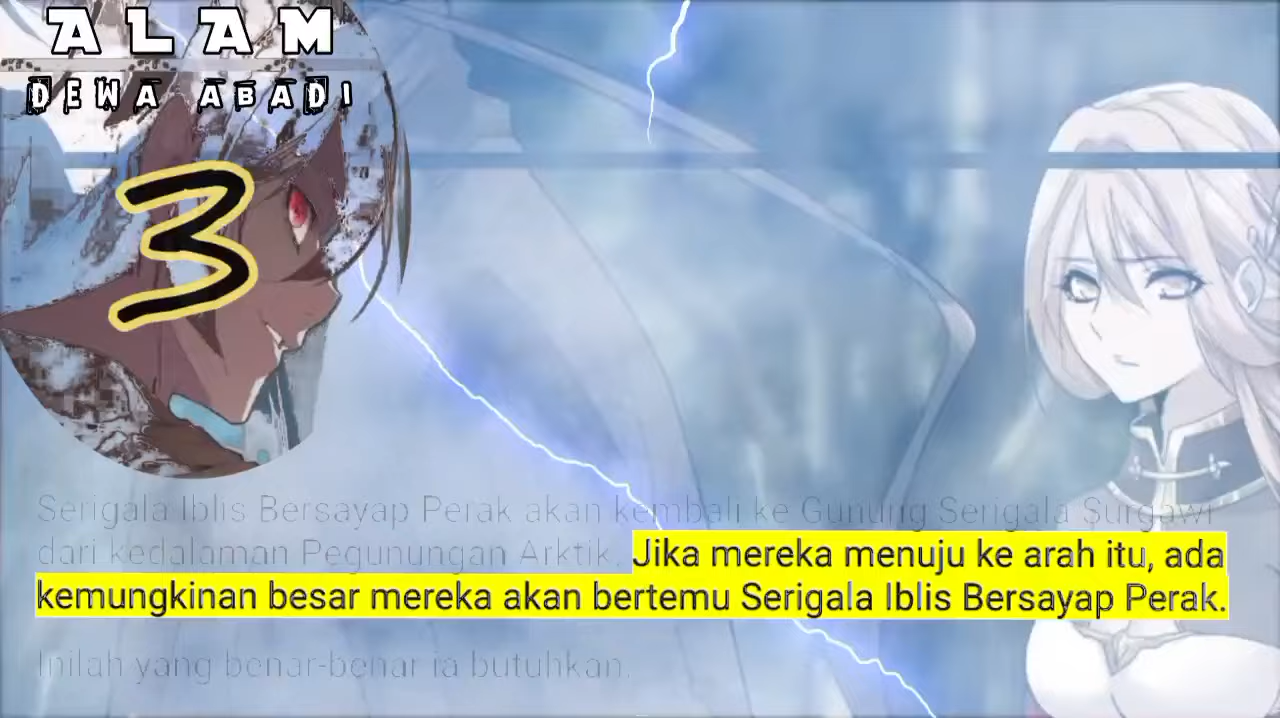 ALAM
DEWA ABADI
3
Serigala Iblis Bersayap Perak akan kembali ke Gunung Serigala Surgawi
dari kedalaman Pegunungan Arktik. Jika mereka menuju ke arah itu, ada
kemungkinan besar mereka akan bertemu Serigala Iblis Bersayap Perak.
Inilah yang benar-benar ia butuhkan.